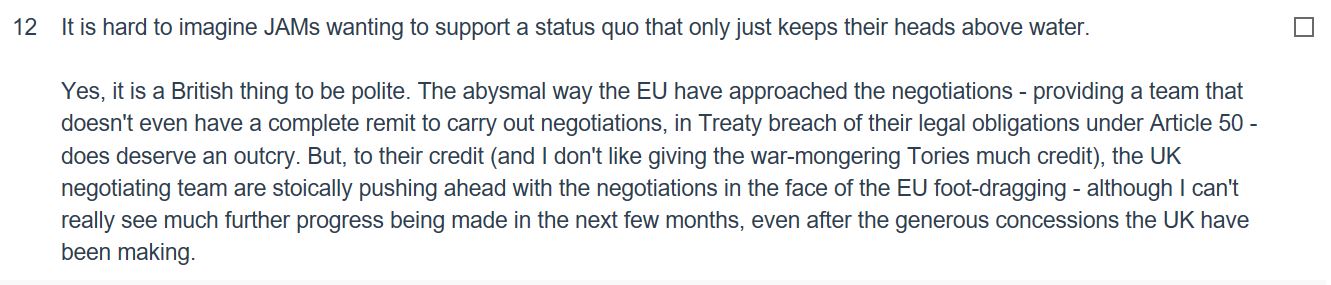 12 It is hard to imagine JAMs wanting to support a status quo that only just keeps their heads above water.
Yes, it is a British thing to be polite. The abysmal way the EU have approached the negotiations - providing a team that
doesn't even have a complete remit to carry out negotiations, in Treaty breach of their legal obligations under Article 50 -
does deserve an outcry. But, to their credit (and I don't like giving the war-mongering Tories much credit), the UK
negotiating team are stoically pushing ahead with the negotiations in the face of the EU foot-dragging - although I can't
really see much further progress being made in the next few months, even after the generous concessions the UK have
been making.